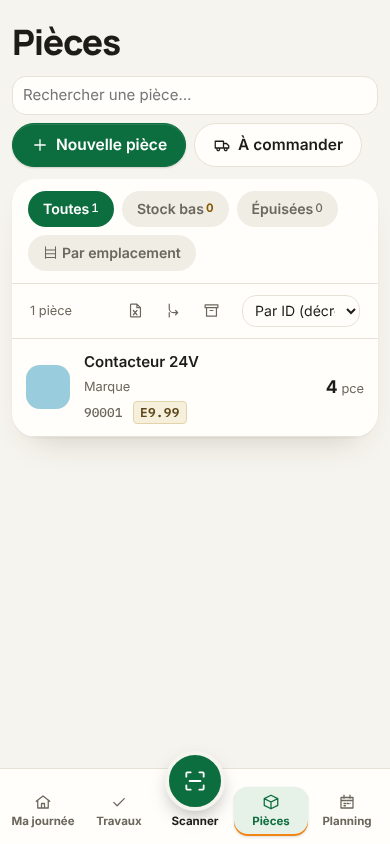 Pièces
Rechercher une pièce...
Nouvelle pièce
À commander
Toutes 1
Stock bas 0
Épuisées 0
Par emplacement
1 pièce
Par ID (décr
Contacteur 24V
Marque
4 pce
90001 E9.99
Ma journée
Travaux
Scanner
Pièces
Planning